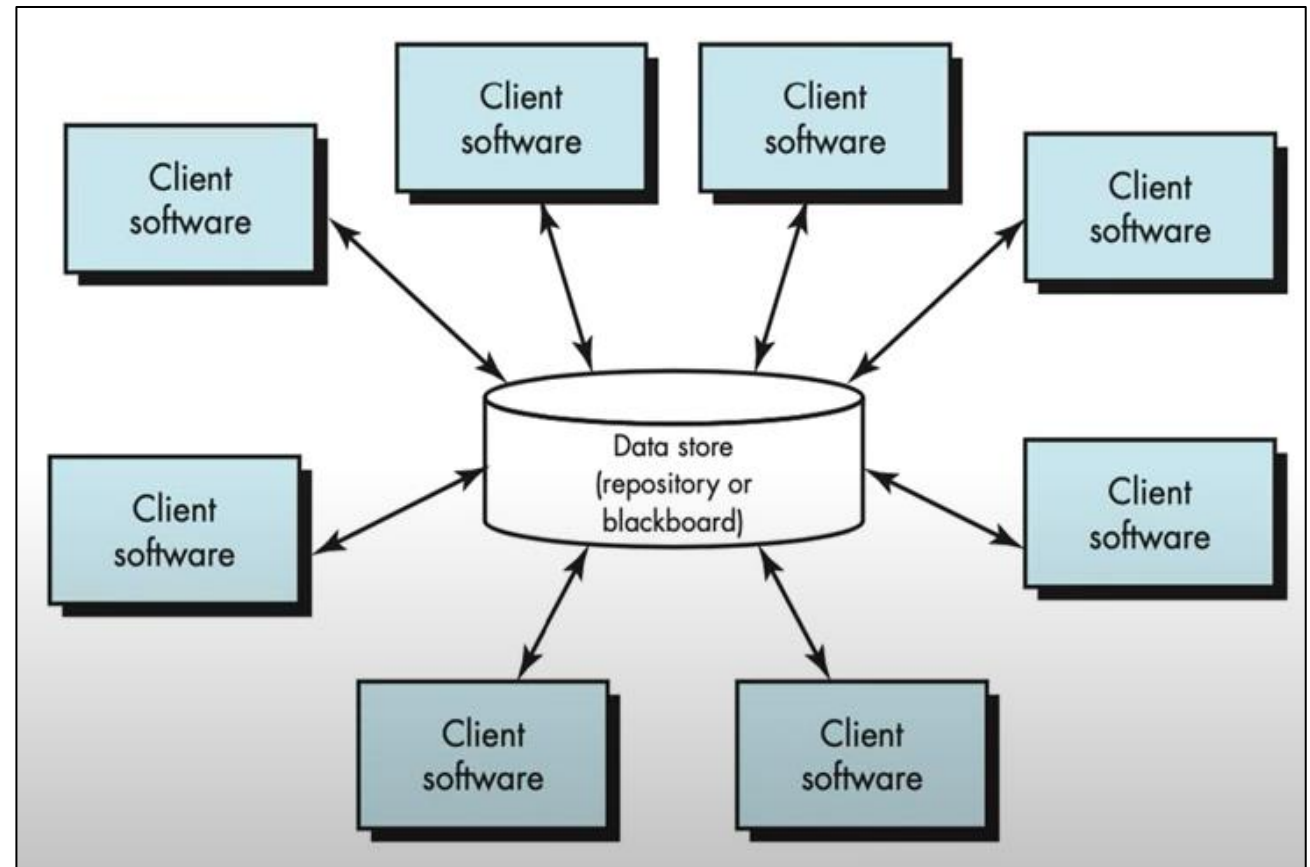 Client
software
Client
software
Client
software
Client
software
Data store
(repository or
blackboard)
Client
software
Client
software
Client
software
Client
software